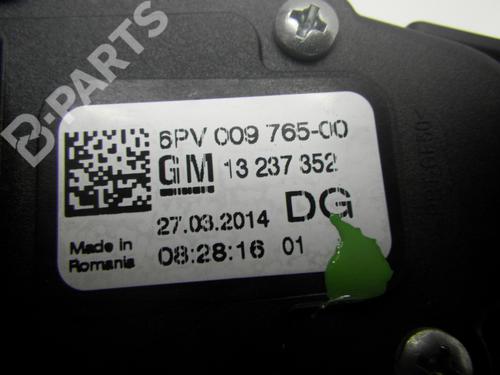 B-PARTS
6PV 009 765-00
GM 13 237 352
27.03.2014 DG
Made in
Romania
08:28:16 01